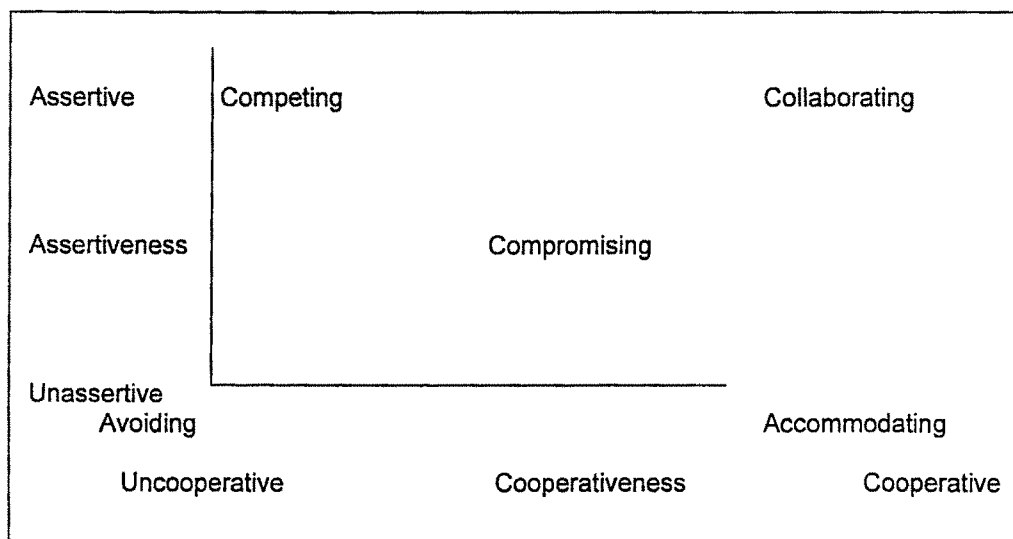 Assertive Competing Collaborating
Assertiveness Compromising
Unassertive
Avoiding Accommodating
Uncooperative Cooperativeness Cooperative